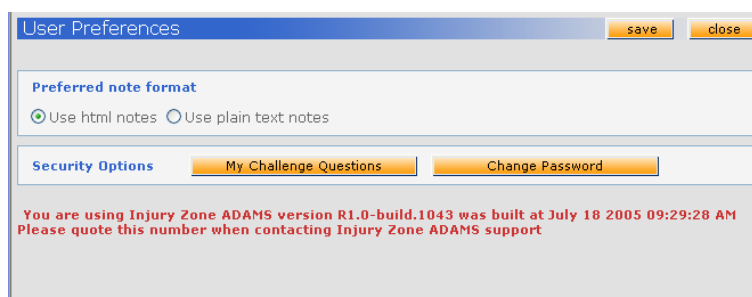 User Preferences save close
Preferred note format
Use html notes Use plain text notes
Security Options My Challenge Questions Change Password
You are using Injury Zone ADAMS version R1.0-build.1043 was built at July 18 2005 09:29:28 AM
Please quote this number when contacting Injury Zone ADAMS support